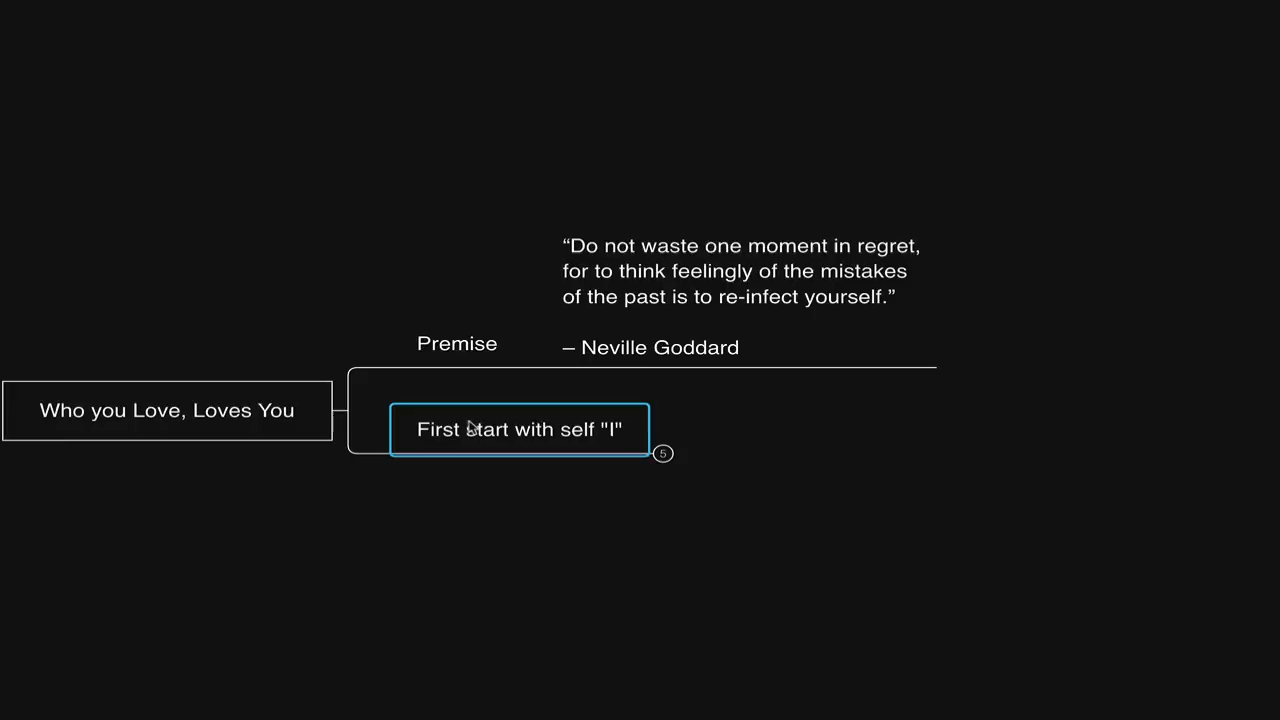 “Do not waste one moment in regret,
for to think feelingly of the mistakes
of the past is to re-infect yourself.”
Premise
– Neville Goddard
Who you Love, Loves You
First start with self "I"
5